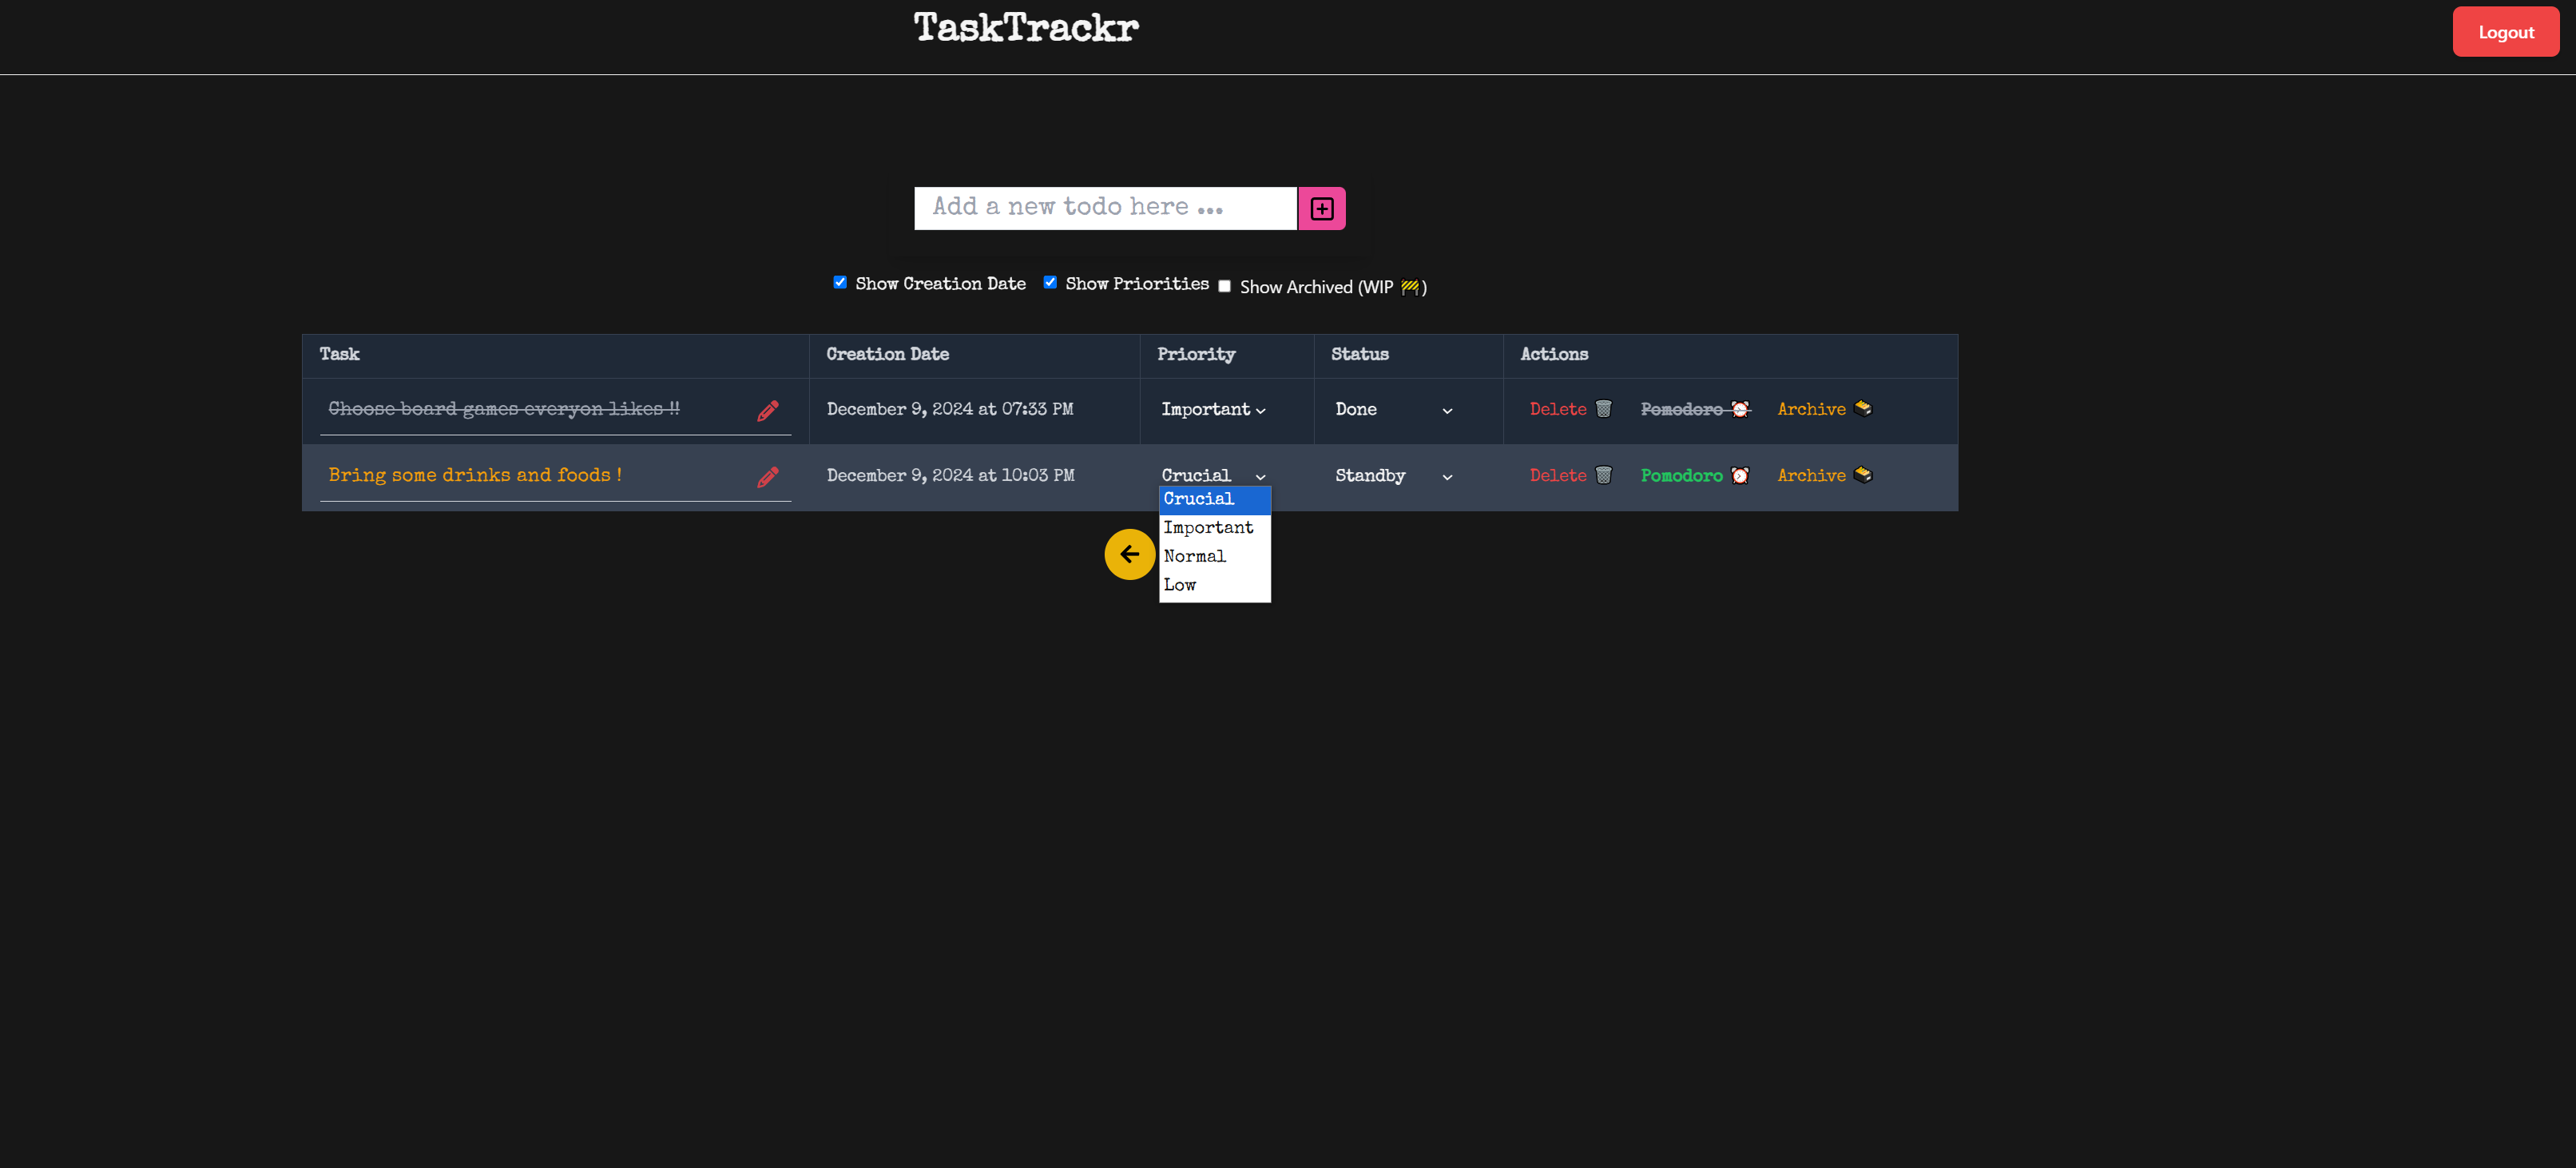 TaskTrackr
Logout
Add a new todo here ...
Show Creation Date Show Priorities Show Archived (WIP 🚧)
Task Creation Date Priority Status Actions
Choose board games everyon likes !! December 9, 2024 at 07:33 PM Important Done Delete 🗑️ Pomodoro ⏰ Archive 🗃️
Bring some drinks and foods ! December 9, 2024 at 10:03 PM Crucial Standby Delete 🗑️ Pomodoro ⏰ Archive 🗃️
Crucial
Important
Normal
Low